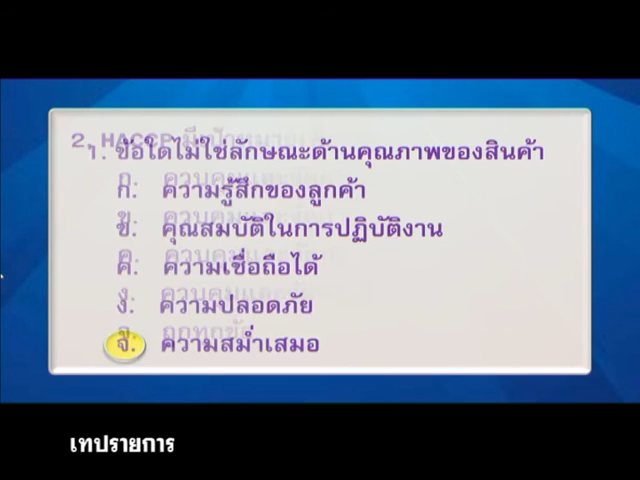 2. HACCP
1. ข้อใดไม่ใช่ลักษณะด้านคุณภาพของสินค้า
ก. ความรู้สึกของลูกค้า
ข. คุณสมบัติในการปฏิบัติงาน
ค. ความเชื่อถือได้
ง. ความปลอดภัย
จ. ความสม่ำเสมอ
เทปรายการ